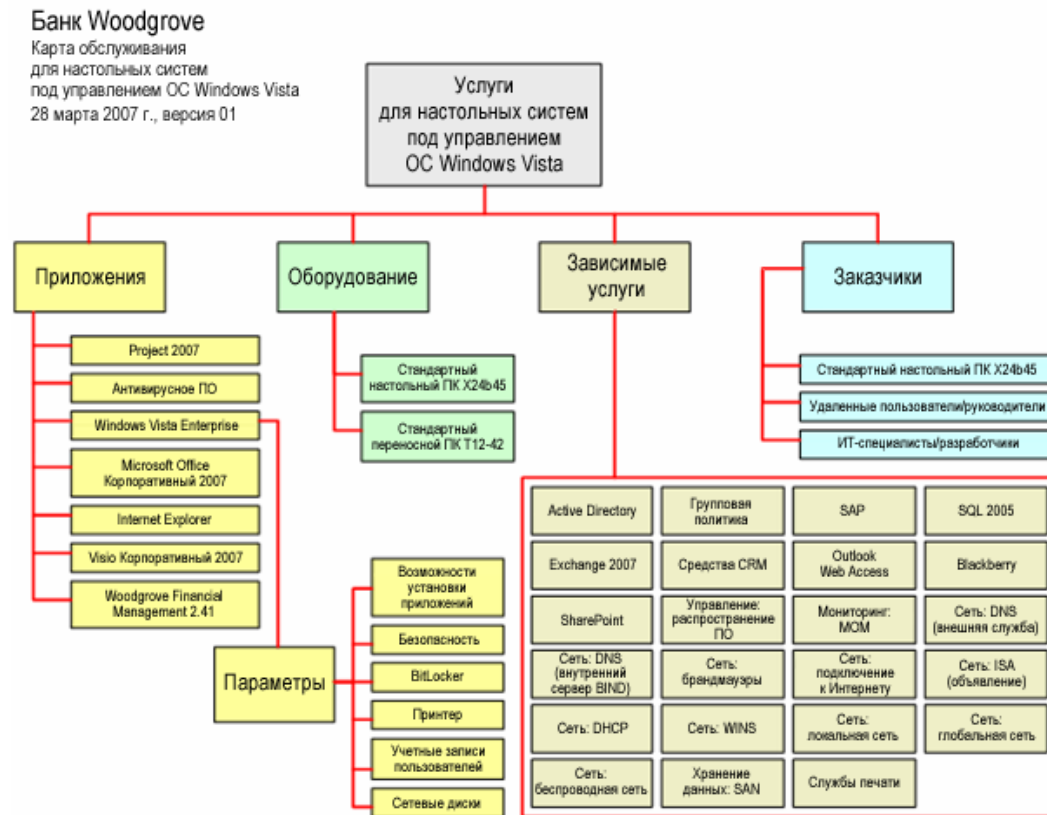 Банк Woodgrove
Карта обслуживания
для настольных систем
под управлением ОС Windows Vista
28 марта 2007 г., версия 01
Услуги
для настольных систем
под управлением
ОС Windows Vista
Приложения
Оборудование
Зависимые
услуги
Заказчики
Project 2007
Антивирусное ПО
Windows Vista Enterprise
Microsoft Office
Корпоративный 2007
Internet Explorer
Visio Корпоративный 2007
Woodgrove Financial
Management 2.41
Параметры
Возможности
установки
приложений
Безопасность
BitLocker
Принтер
Учетные записи
пользователей
Сетевые диски
Стандартный
настольный ПК X24b45
Стандартный
переносной ПК T12-42
Стандартный настольный ПК X24b45
Удаленные пользователи/руководители
ИТ-специалисты/разработчики
Active Directory
Групповая
политика
SAP
SQL 2005
Exchange 2007
Средства CRM
Outlook
Web Access
Blackberry
SharePoint
Управление:
распространение
ПО
Мониторинг:
MOM
Сеть: DNS
(внешняя служба)
Сеть: DNS
(внутренний
сервер BIND)
Сеть:
брандмауэры
Сеть:
подключение
к Интернету
Сеть: ISA
(объявление)
Сеть: DHCP
Сеть: WINS
Сеть:
локальная сеть
Сеть:
глобальная сеть
Сеть:
беспроводная сеть
Хранение
данных: SAN
Службы печати